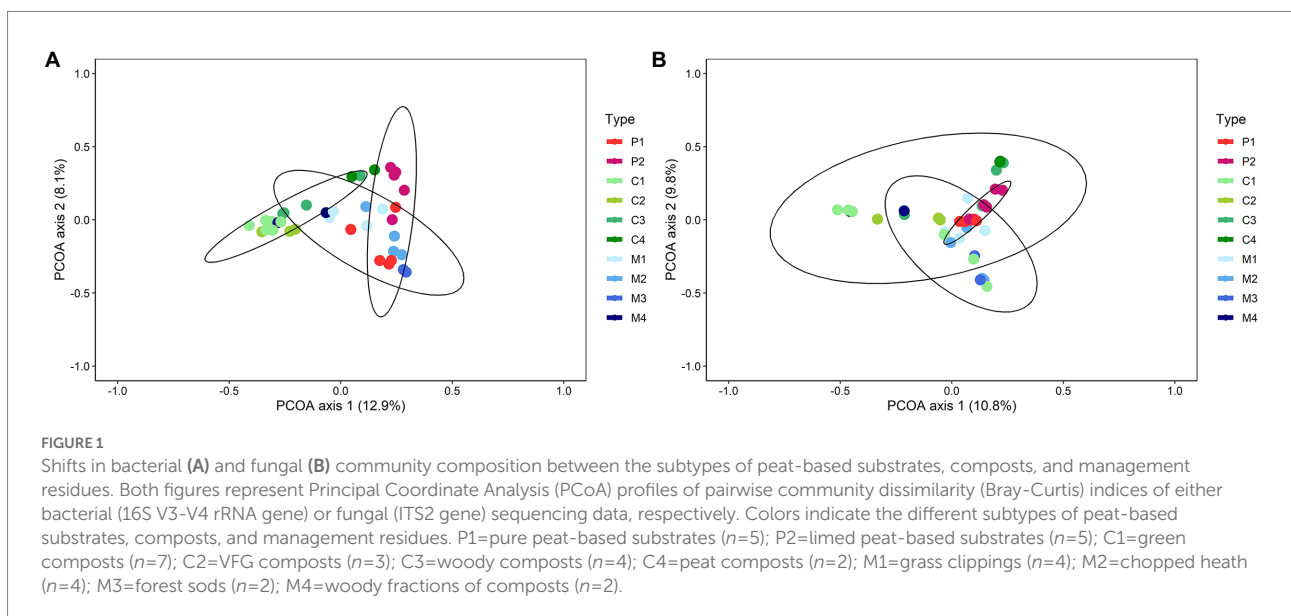 A
1.0
0.5
0.0
-0.5
-1.0
PCOA axis 2 (8.1%)
-1.0 -0.5 0.0 0.5 1.0
PCOA axis 1 (12.9%)
Type
P1
P2
C1
C2
C3
C4
M1
M2
M3
M4
B
1.0
0.5
0.0
-0.5
-1.0
PCOA axis 2 (9.8%)
-1.0 -0.5 0.0 0.5 1.0
PCOA axis 1 (10.8%)
Type
P1
P2
C1
C2
C3
C4
M1
M2
M3
M4
FIGURE 1
Shifts in bacterial (A) and fungal (B) community composition between the subtypes of peat-based substrates, composts, and management
residues. Both figures represent Principal Coordinate Analysis (PCoA) profiles of pairwise community dissimilarity (Bray-Curtis) indices of either
bacterial (16S V3-V4 rRNA gene) or fungal (ITS2 gene) sequencing data, respectively. Colors indicate the different subtypes of peat-based
substrates, composts, and management residues. P1=pure peat-based substrates (n=5); P2=limed peat-based substrates (n=5); C1=green
composts (n=7); C2=VFG composts (n=3); C3=woody composts (n=4); C4=peat composts (n=2); M1=grass clippings (n=4); M2=chopped heath
(n=4); M3=forest sods (n=2); M4=woody fractions of composts (n=2).